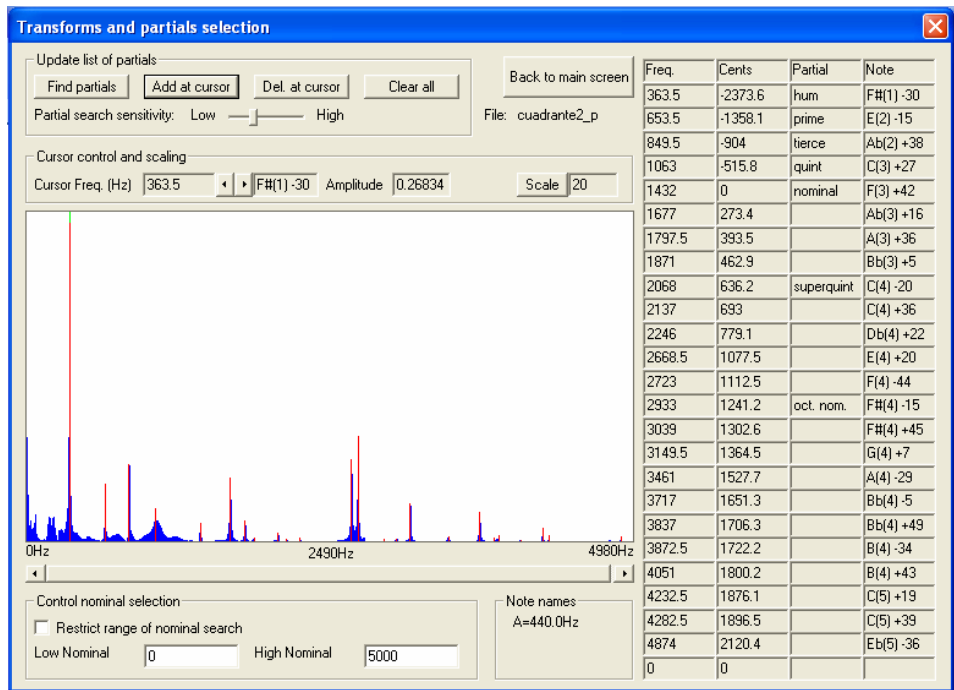 Transforms and partials selection
Update list of partials
Find partials Add at cursor Del. at cursor Clear all
Partial search sensitivity: Low High
Back to main screen
File: cuadrante2_p
Cursor control and scaling
Cursor Freq. (Hz) 363.5 F#(1) -30 Amplitude 0.26834 Scale 20
0Hz 2490Hz 4980Hz
Control nominal selection
Restrict range of nominal search
Low Nominal 0 High Nominal 5000
Note names
A=440.0Hz
Freq. Cents Partial Note
363.5 -2373.6 hum F#(1) -30
653.5 -1358.1 prime E(2) -15
849.5 -904 tierce Ab(2) +38
1063 -515.8 quint C(3) +27
1432 0 nominal F(3) +42
1677 273.4 Ab(3) +16
1797.5 393.5 A(3) +36
1871 462.9 Bb(3) +5
2068 636.2 superquint C(4) -20
2137 693 C(4) +36
2246 779.1 Db(4) +22
2668.5 1077.5 E(4) +20
2723 1112.5 F(4) -44
2933 1241.2 oct. nom. F#(4) -15
3039 1302.6 F#(4) +45
3149.5 1364.5 G(4) +7
3461 1527.7 A(4) -29
3717 1651.3 Bb(4) -5
3837 1706.3 Bb(4) +49
3872.5 1722.2 B(4) -34
4051 1800.2 B(4) +43
4232.5 1876.1 C(5) +19
4282.5 1896.5 C(5) +39
4874 2120.4 Eb(5) -36
0 0